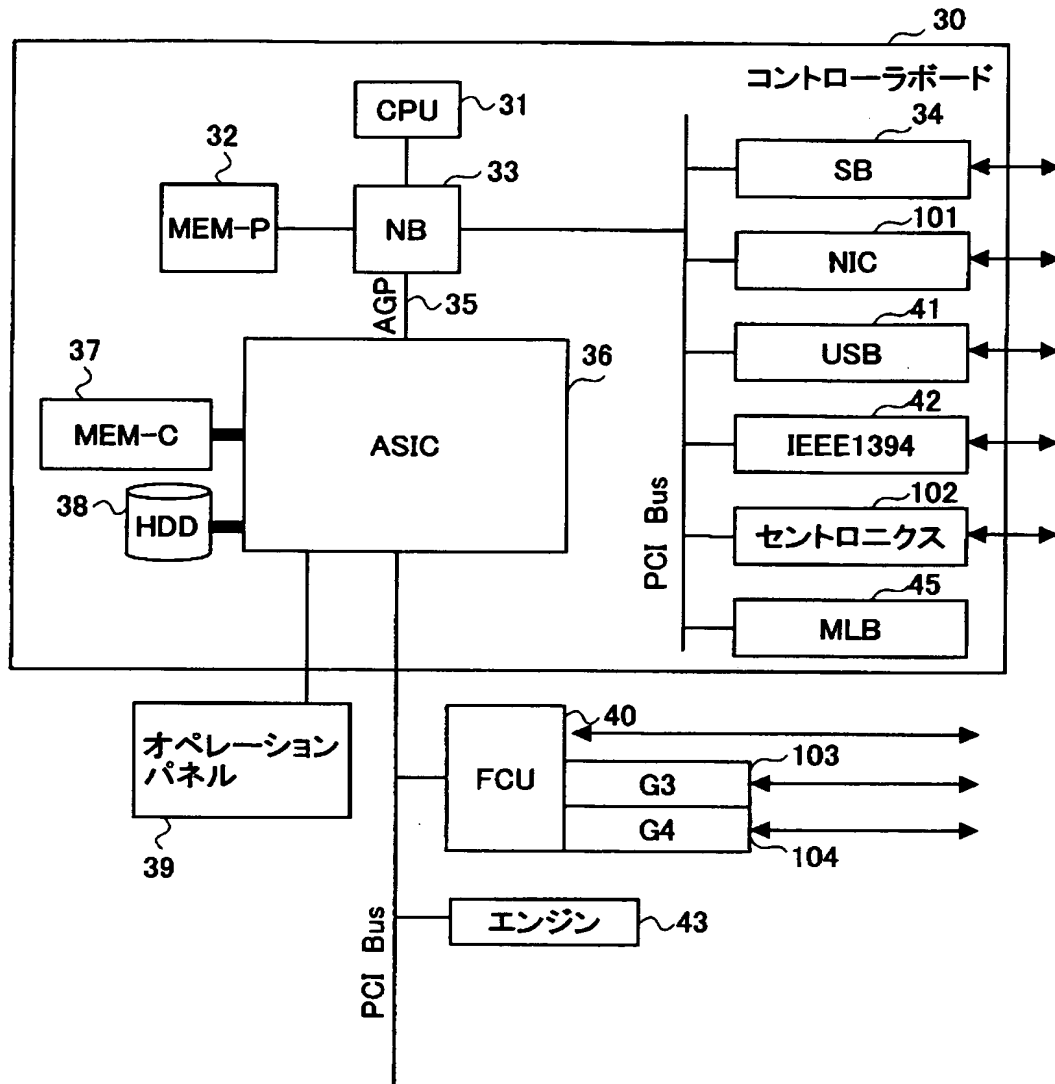 30
コントローラボード
CPU
31
34
SB
32
MEM-P
33
NB
101
NIC
AGP
35
41
USB
36
ASIC
37
MEM-C
42
IEEE1394
38
HDD
102
セントロニクス
PCI Bus
45
MLB
オペレーション
パネル
39
40
FCU
103
G3
G4
104
エンジン
43
PCI Bus